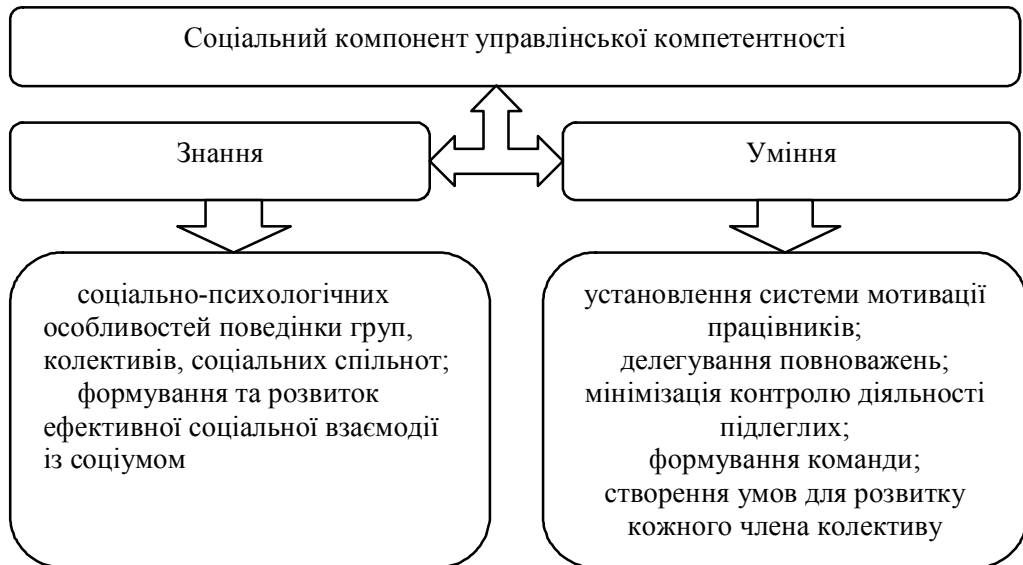 Соціальний компонент управлінської компетентності
Знання
Уміння
соціально-психологічних
особливостей поведінки груп,
колективів, соціальних спільнот;
формування та розвиток
ефективної соціальної взаємодії
із соціумом
установлення системи мотивації
працівників;
делегування повноважень;
мінімізація контролю діяльності
підлеглих;
формування команди;
створення умов для розвитку
кожного члена колективу